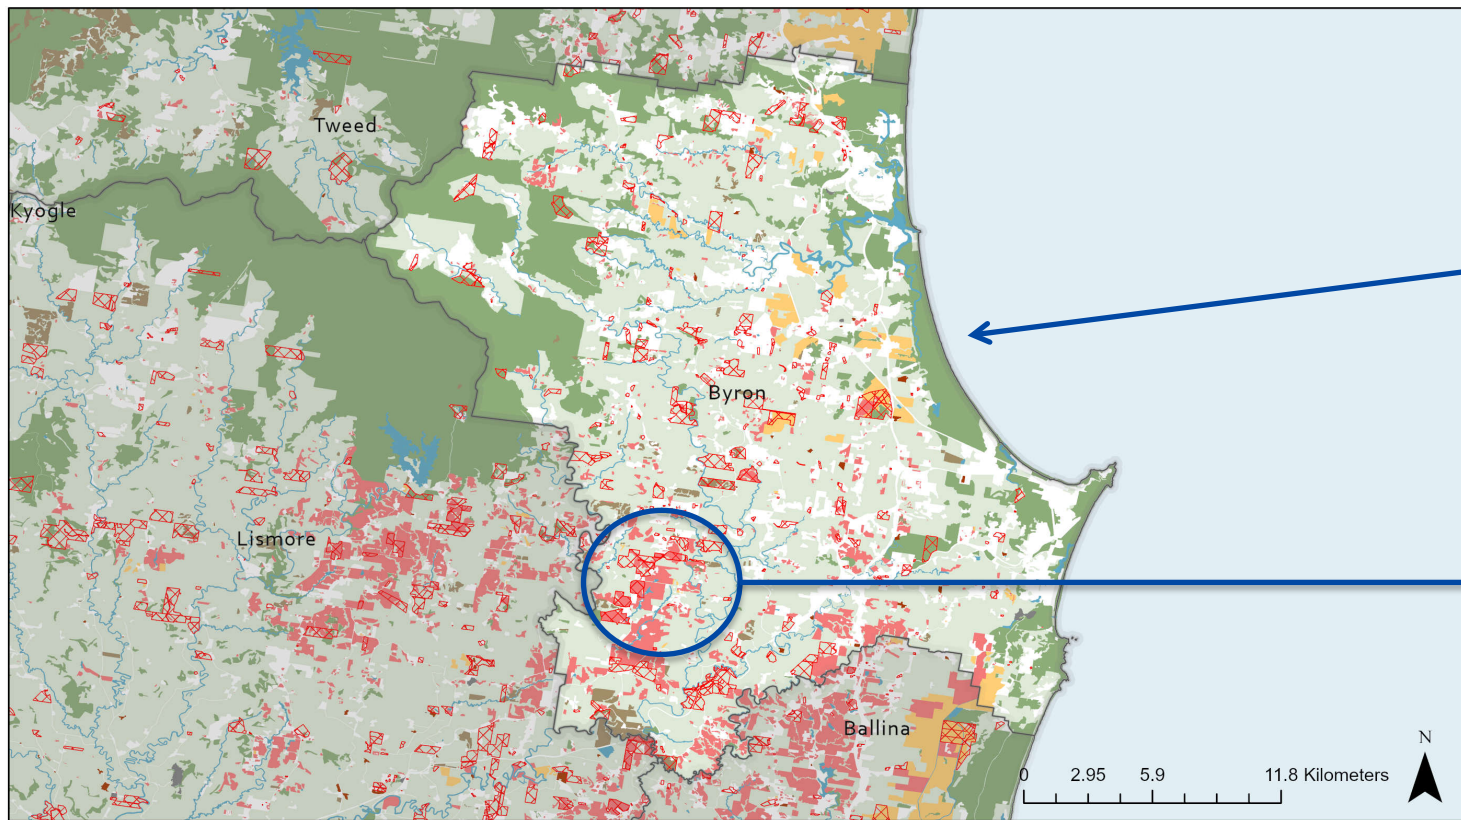 Tweed
Kyogle
Byron
Lismore
Ballina
N
0 2.95 5.9 11.8 Kilometers